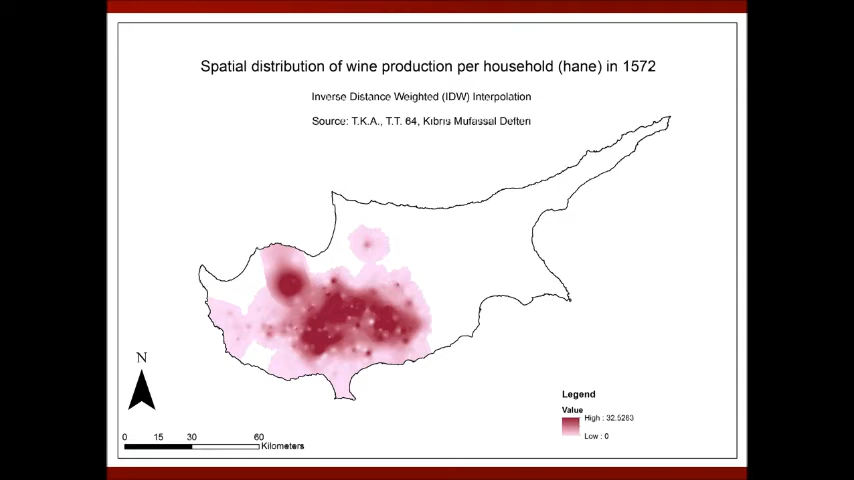 Spatial distribution of wine production per household (hane) in 1572
Inverse Distance Weighted (IDW) Interpolation
Source: T.K.A., T.T. 64, Kıbrıs Mufassal Defteri
N
0 15 30 60
Kilometers
Legend
Value
High : 32,5263
Low : 0